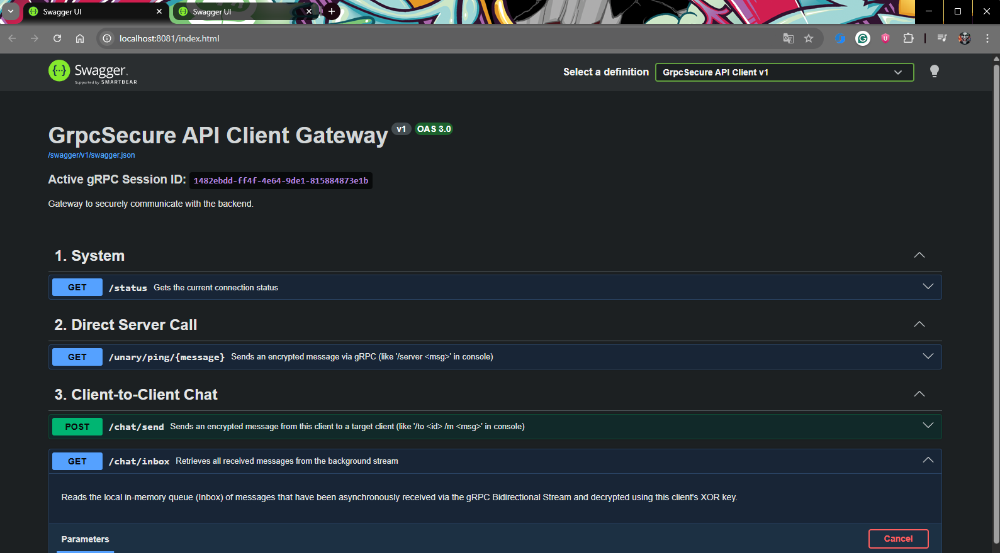 Swagger UI
Swagger UI
localhost:8081/index.html
Swagger
Supported by SMARTBEAR
Select a definition
GrpcSecure API Client v1
GrpcSecure API Client Gateway v1 OAS 3.0
/swagger/v1/swagger.json
Active gRPC Session ID: 1482ebdd-ff4f-4e64-9de1-815884873e1b
Gateway to securely communicate with the backend.
1. System
GET /status Gets the current connection status
2. Direct Server Call
GET /unary/ping/{message} Sends an encrypted message via gRPC (like '/server <msg>' in console)
3. Client-to-Client Chat
POST /chat/send Sends an encrypted message from this client to a target client (like '/to <id> /m <msg>' in console)
GET /chat/inbox Retrieves all received messages from the background stream
Reads the local in-memory queue (Inbox) of messages that have been asynchronously received via the gRPC Bidirectional Stream and decrypted using this client's XOR key.
Parameters
Cancel